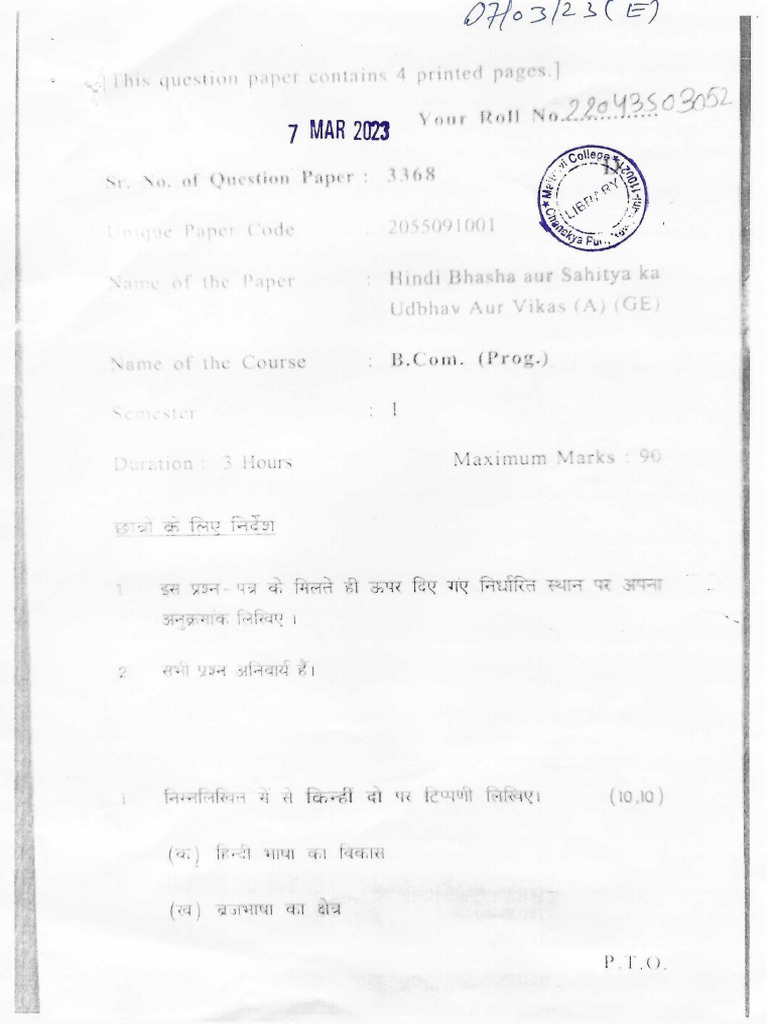 07/03/23 (E)
[This question paper contains 4 printed pages.]
Your Roll No. 22043503052
7 MAR 2023
College
LIBRARY
Sr. No. of Question Paper : 3368
Unique Paper Code : 2055091001
Name of the Paper : Hindi Bhasha aur Sahitya ka
Udbhav Aur Vikas (A) (GE)
Name of the Course : B.Com. (Prog.)
Semester : I
Duration : 3 Hours Maximum Marks : 90
छात्रों के लिए निर्देश
1. इस प्रश्न-पत्र के मिलते ही ऊपर दिए गए निर्धारित स्थान पर अपना
अनुक्रमांक लिखिए ।
2. सभी प्रश्न अनिवार्य हैं।
1. निम्नलिखित में से किन्हीं दो पर टिप्पणी लिखिए। (10,10)
(क) हिन्दी भाषा का विकास
(ख) ब्रजभाषा का क्षेत्र
P.T.O.